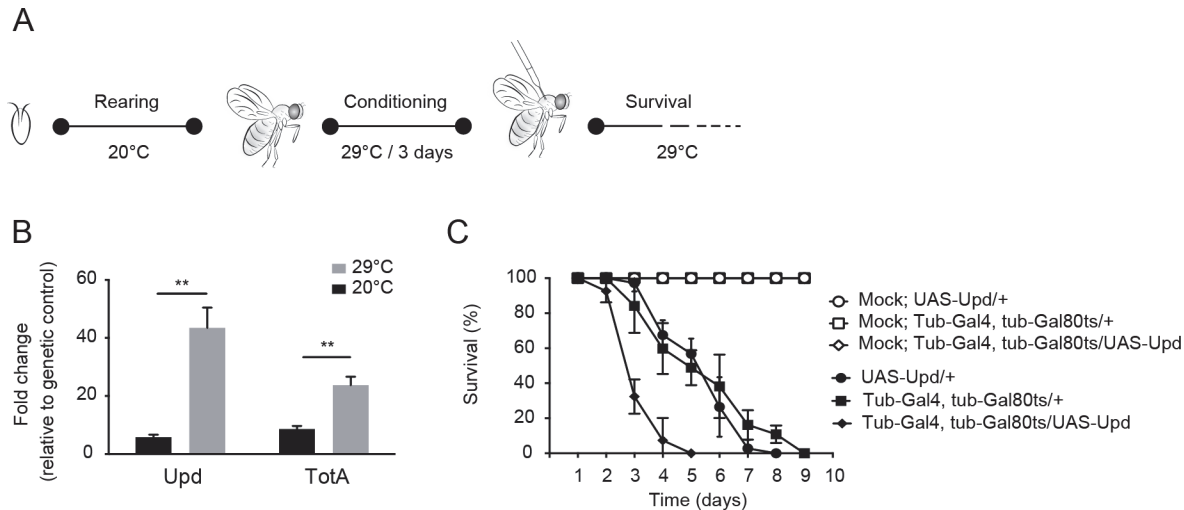 A
Rearing
20°C
Conditioning
29°C / 3 days
Survival
29°C
B
Fold change
(relative to genetic control)
60
40
20
0
**
**
29°C
20°C
Upd
TotA
C
Survival (%)
100
80
60
40
20
0
1 2 3 4 5 6 7 8 9 10
Time (days)
Mock; UAS-Upd/+
Mock; Tub-Gal4, tub-Gal80ts/+
Mock; Tub-Gal4, tub-Gal80ts/UAS-Upd
UAS-Upd/+
Tub-Gal4, tub-Gal80ts/+
Tub-Gal4, tub-Gal80ts/UAS-Upd